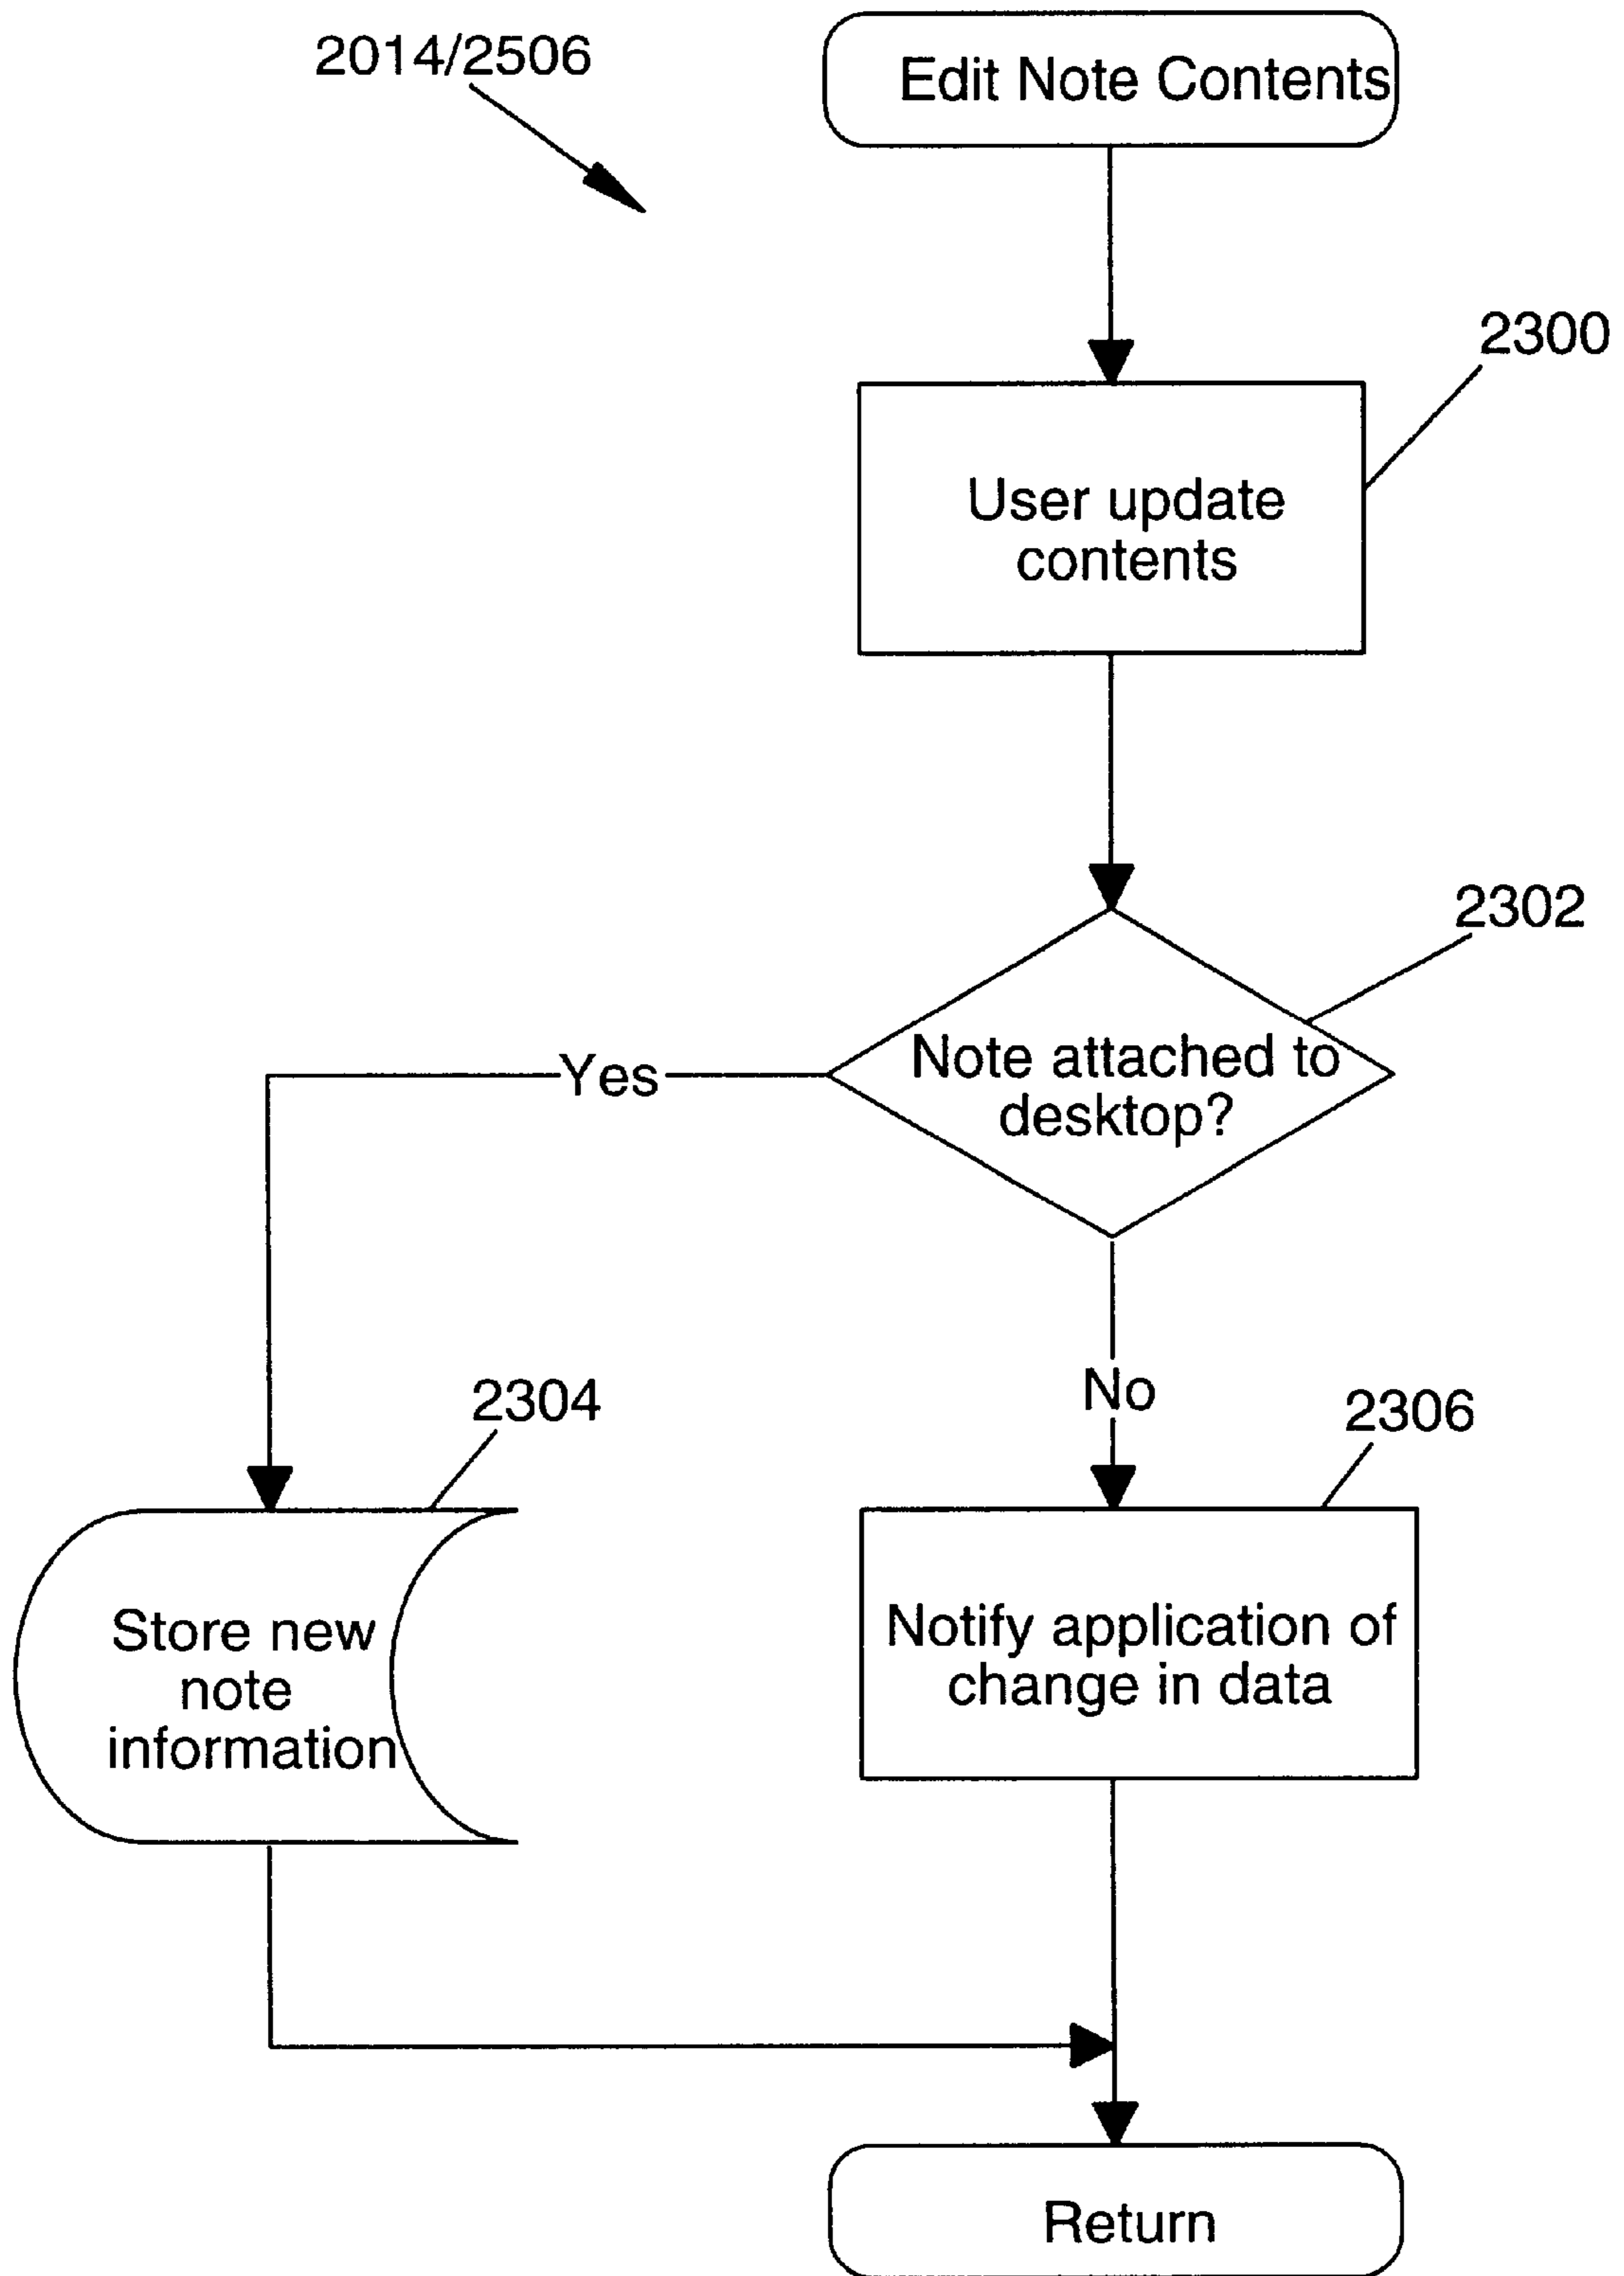 2014/2506
Edit Note Contents
2300
User update
contents
2302
Note attached to
desktop?
Yes
No
2304
2306
Store new
note
information
Notify application of
change in data
Return